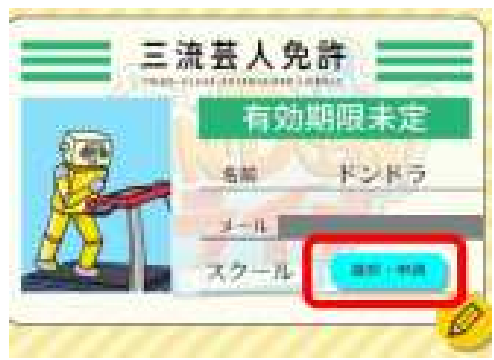 三流芸人免許
有効期限未定
名前 ドンドラ
メール
スクール